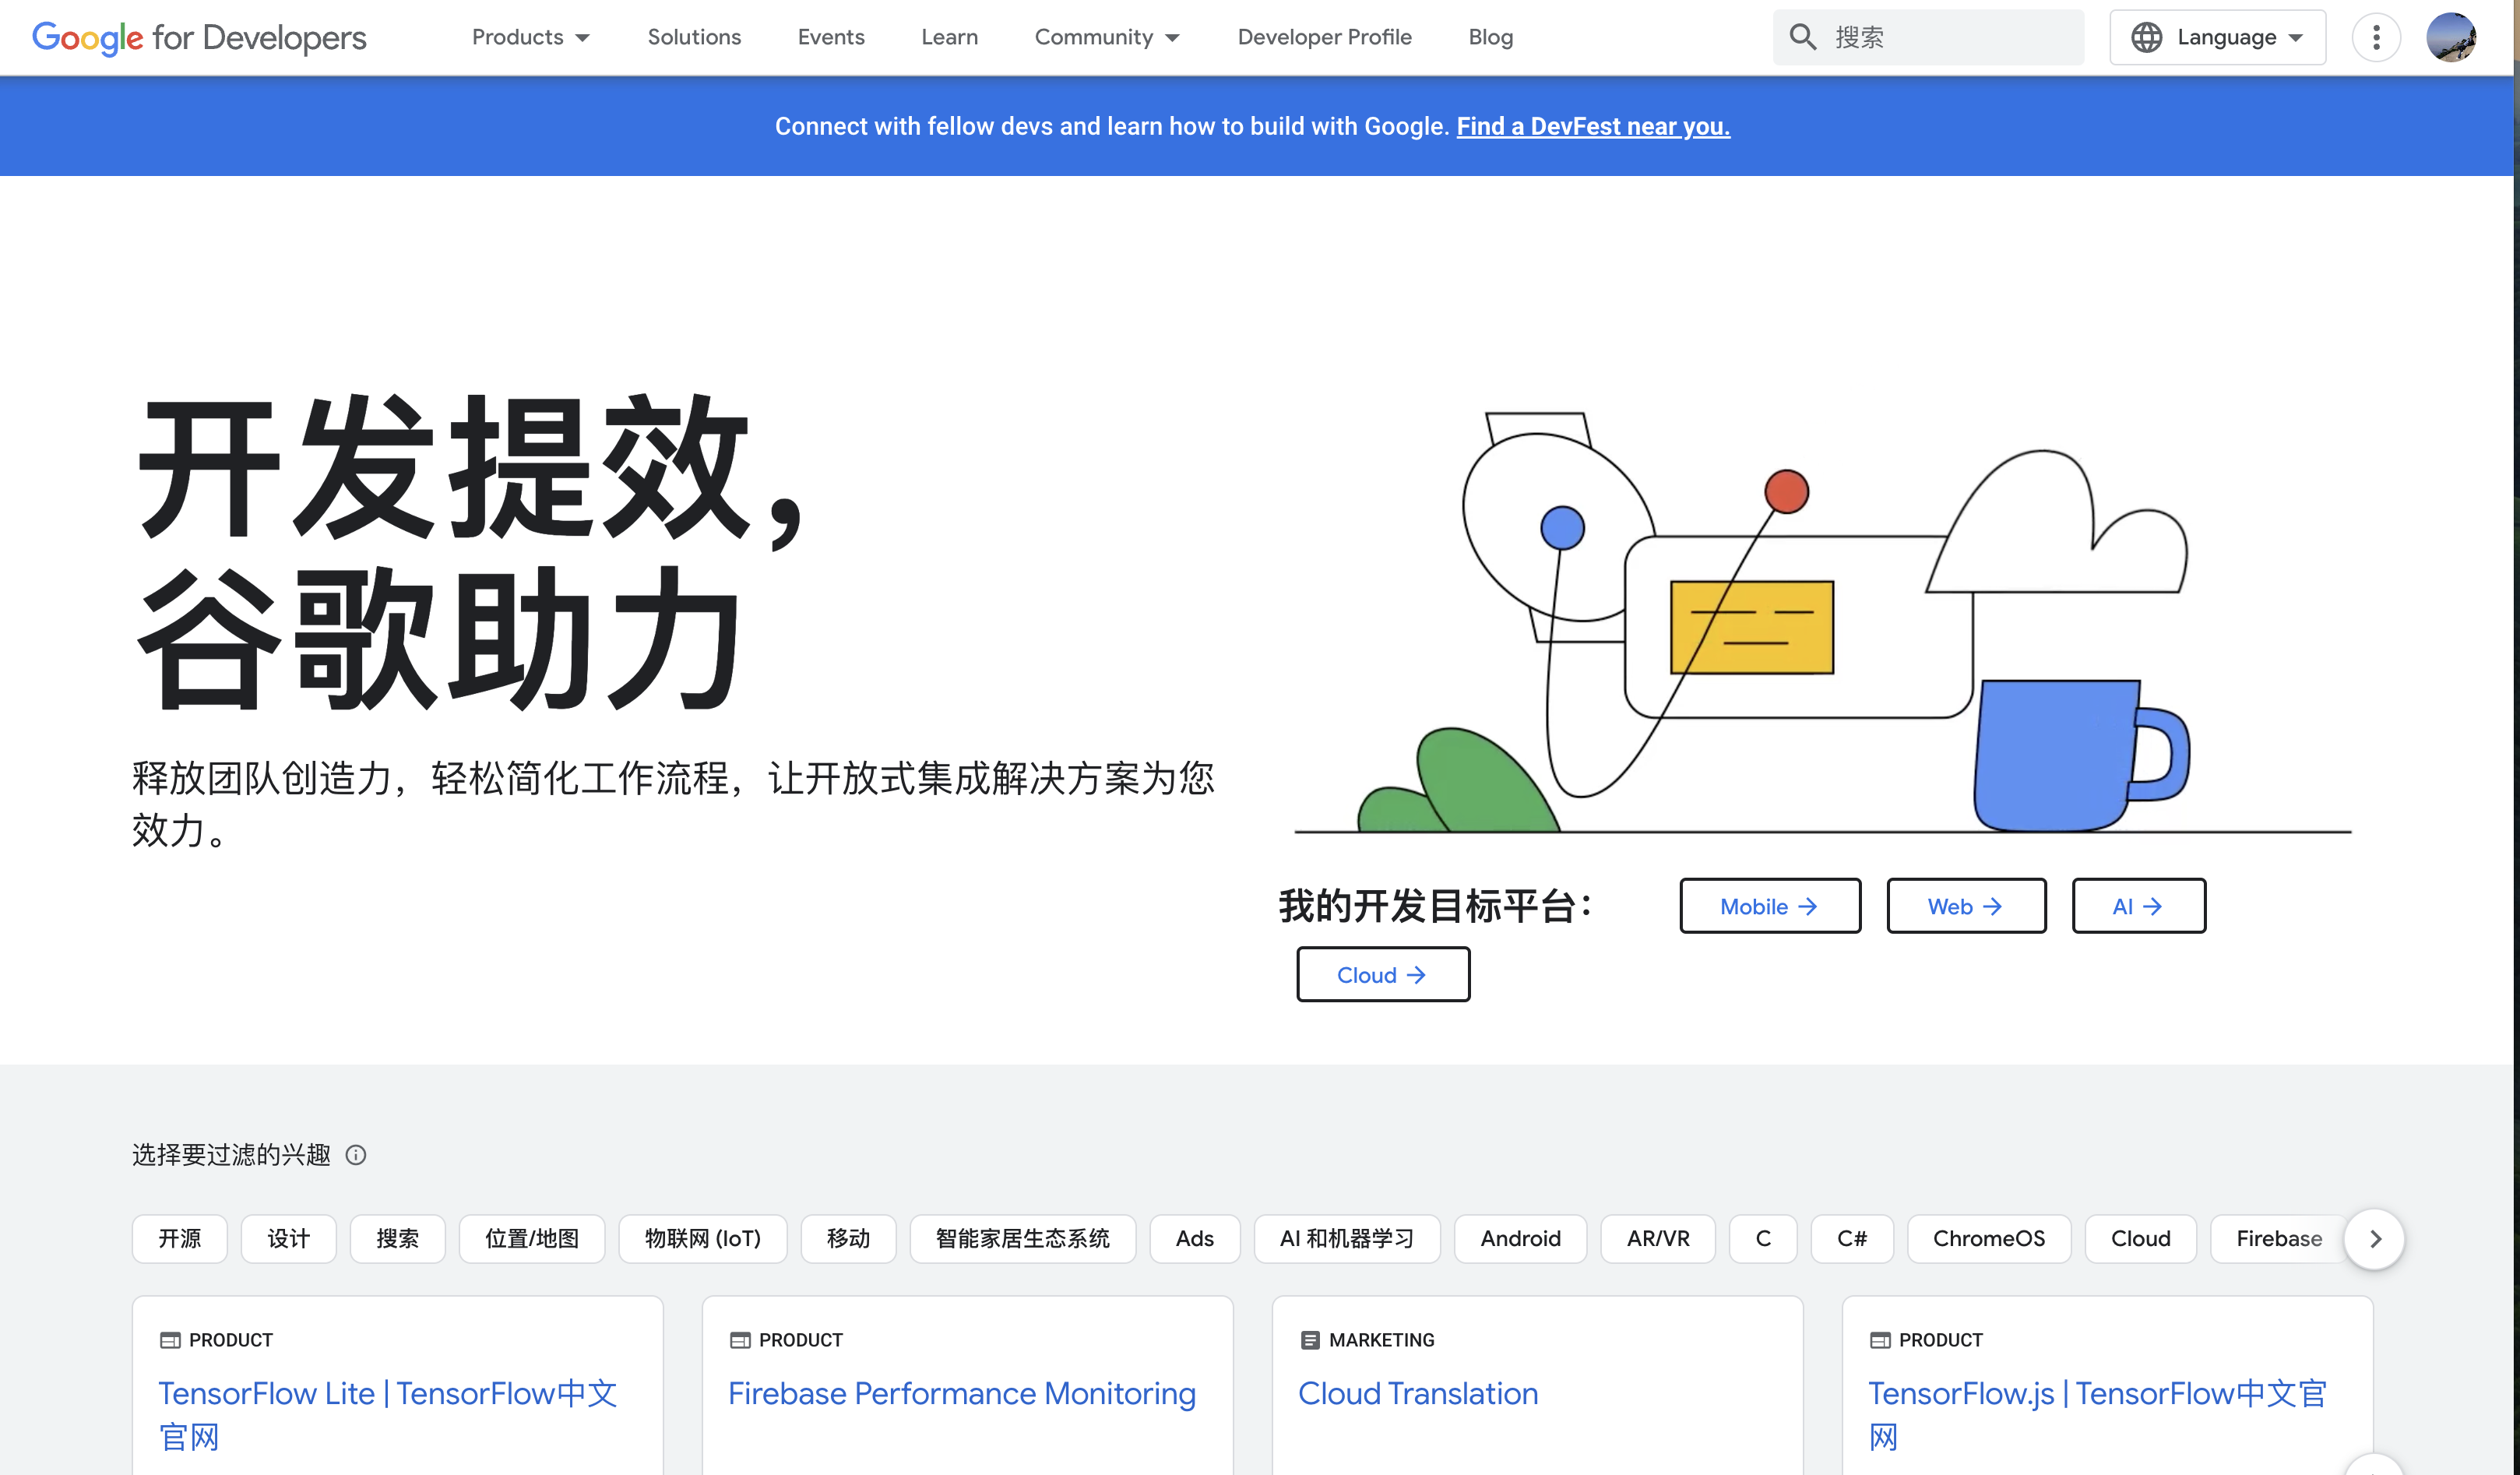 Google for Developers
Products
Solutions
Events
Learn
Community
Developer Profile
Blog
搜索
Language
Connect with fellow devs and learn how to build with Google. Find a DevFest near you.
开发提效，
谷歌助力
释放团队创造力，轻松简化工作流程，让开放式集成解决方案为您
效力。
我的开发目标平台：
Mobile →
Web →
AI →
Cloud →
选择要过滤的兴趣
开源
设计
搜索
位置/地图
物联网 (IoT)
移动
智能家居生态系统
Ads
AI 和机器学习
Android
AR/VR
C
C#
ChromeOS
Cloud
Firebase
PRODUCT
TensorFlow Lite | TensorFlow中文
官网
PRODUCT
Firebase Performance Monitoring
MARKETING
Cloud Translation
PRODUCT
TensorFlow.js | TensorFlow中文官
网